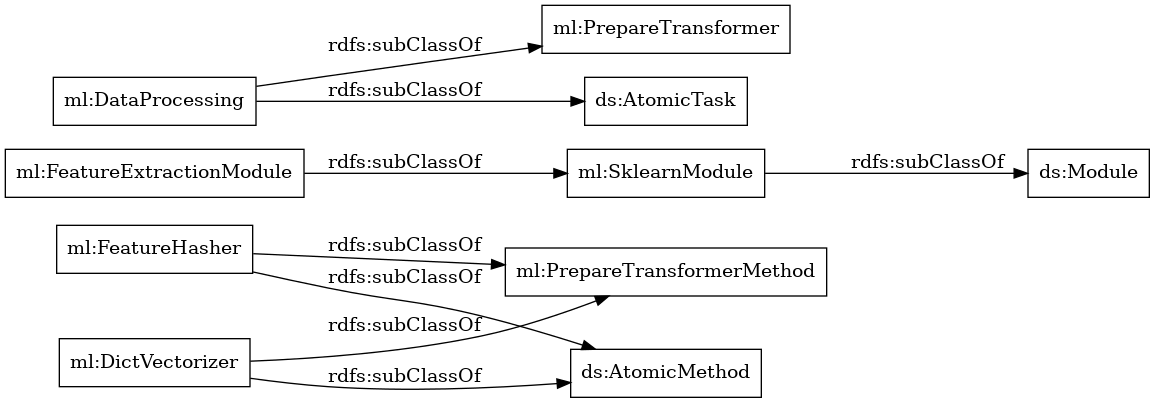 ml:PrepareTransformer
rdfs:subClassOf
ml:DataProcessing
rdfs:subClassOf
ds:AtomicTask
ml:FeatureExtractionModule
rdfs:subClassOf
ml:SklearnModule
rdfs:subClassOf
ds:Module
ml:FeatureHasher
rdfs:subClassOf
ml:PrepareTransformerMethod
rdfs:subClassOf
rdfs:subClassOf
ml:DictVectorizer
rdfs:subClassOf
ds:AtomicMethod